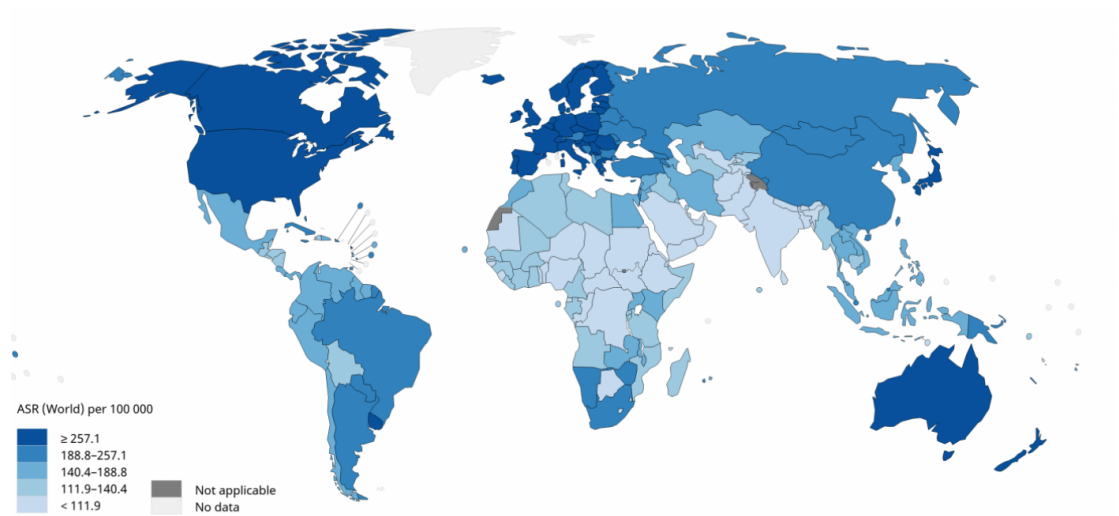 ASR (World) per 100 000
≥ 257.1
188.8–257.1
140.4–188.8
111.9–140.4
< 111.9
Not applicable
No data